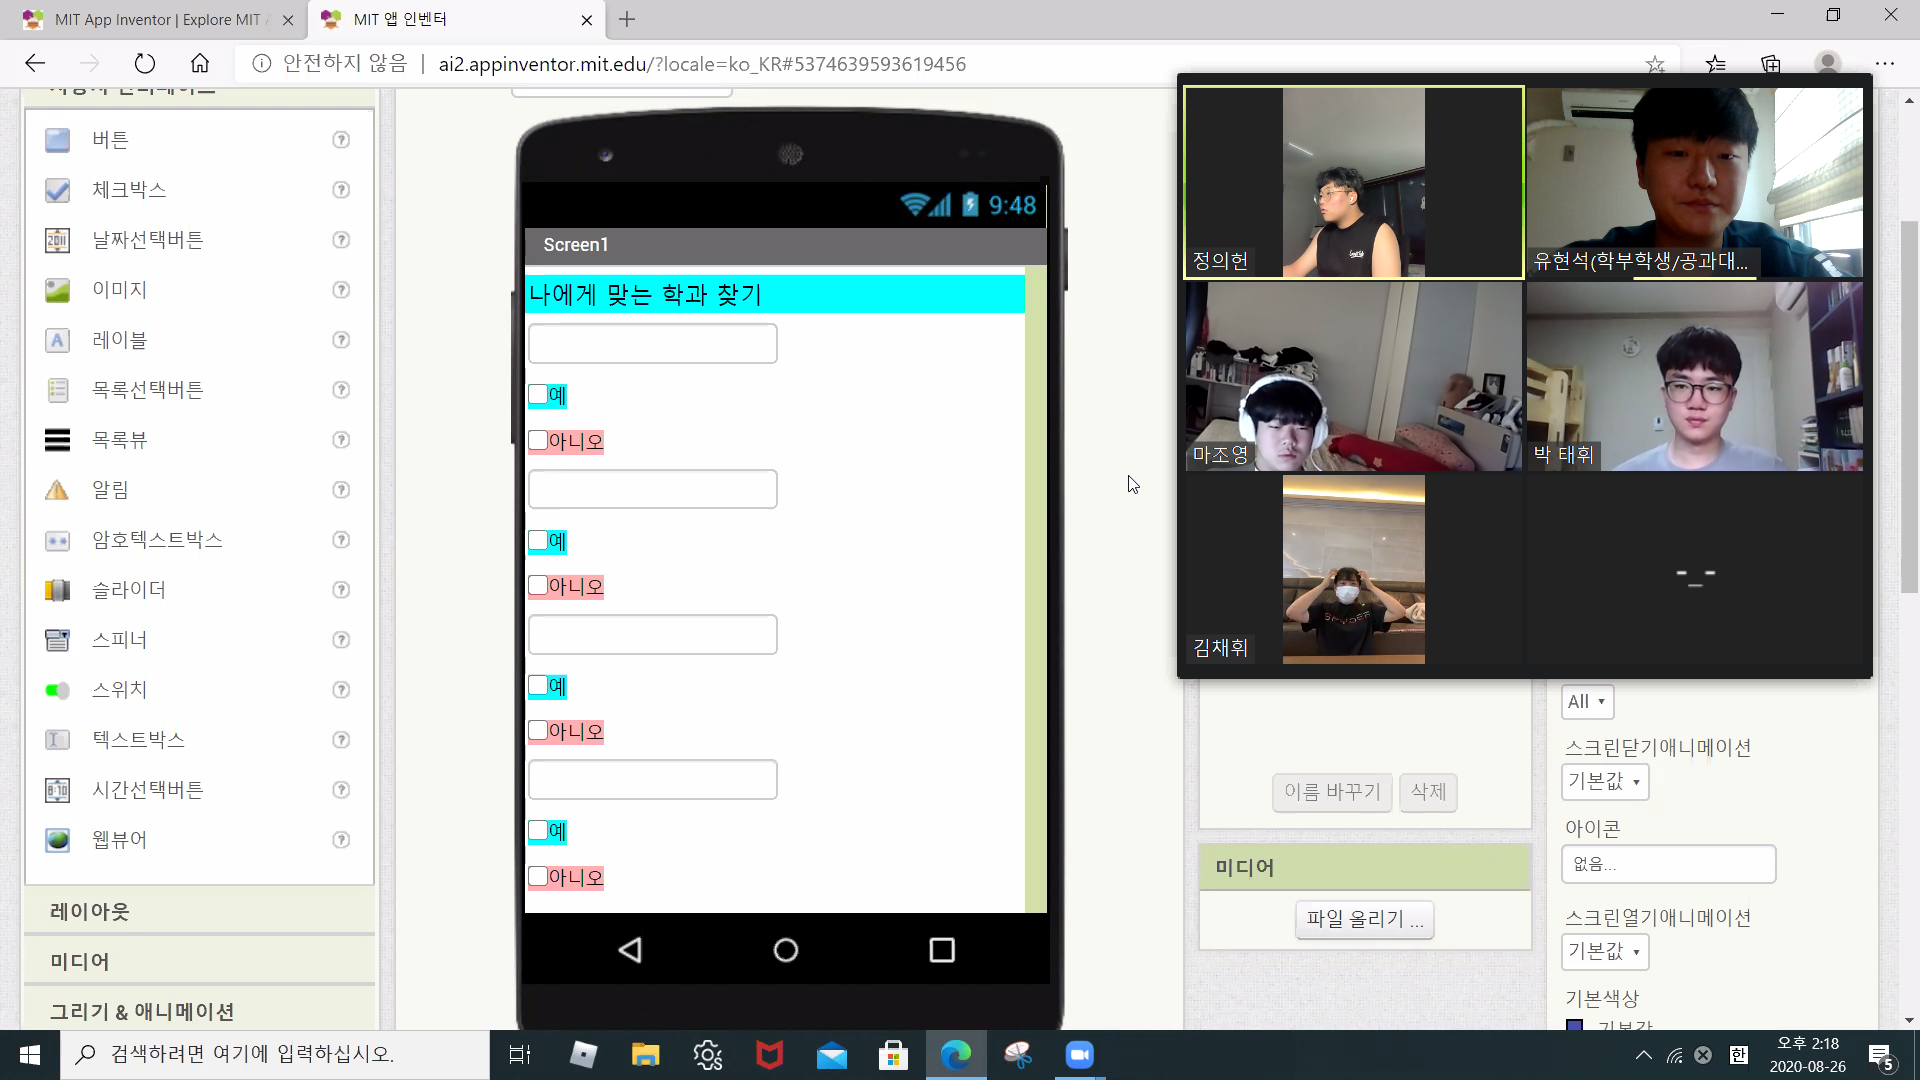 MIT App Inventor | Explore MIT
MIT 앱 인벤터
안전하지 않음
ai2.appinventor.mit.edu/?locale=ko_KR#5374639593619456
버튼
체크박스
날짜선택버튼
이미지
레이블
목록선택버튼
목록뷰
알림
암호텍스트박스
슬라이더
스피너
스위치
텍스트박스
시간선택버튼
웹뷰어
레이아웃
미디어
그리기 & 애니메이션
9:48
Screen1
나에게 맞는 학과 찾기
예
아니오
예
아니오
예
아니오
예
아니오
정의헌
유현석(학부학생/공과대...
마조영
박 태휘
김채휘
-_-
이름 바꾸기
삭제
미디어
파일 올리기 ...
All
스크린닫기애니메이션
기본값
아이콘
없음...
스크린열기애니메이션
기본값
기본색상
기본값
검색하려면 여기에 입력하십시오.
한
오후 2:18
2020-08-26
5